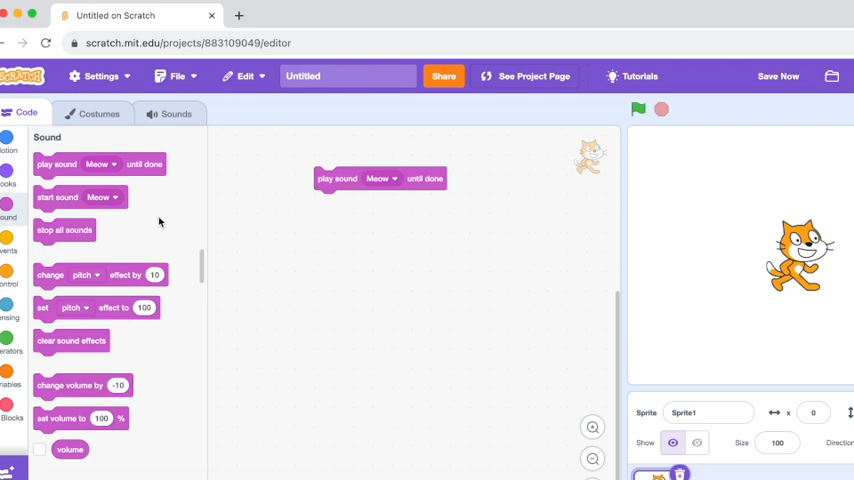 Untitled on Scratch
scratch.mit.edu/projects/883109049/editor
SCRATCH Settings File Edit Untitled Share See Project Page Tutorials Save Now
Code Costumes Sounds
Sound
otion
ooks
ound
vents
ontrol
ensing
erators
riables
Blocks
play sound Meow until done
start sound Meow
stop all sounds
change pitch effect by 10
set pitch effect to 100
clear sound effects
change volume by -10
set volume to 100 %
volume
play sound Meow until done
Sprite Sprite1 x 0
Show Size 100 Direction